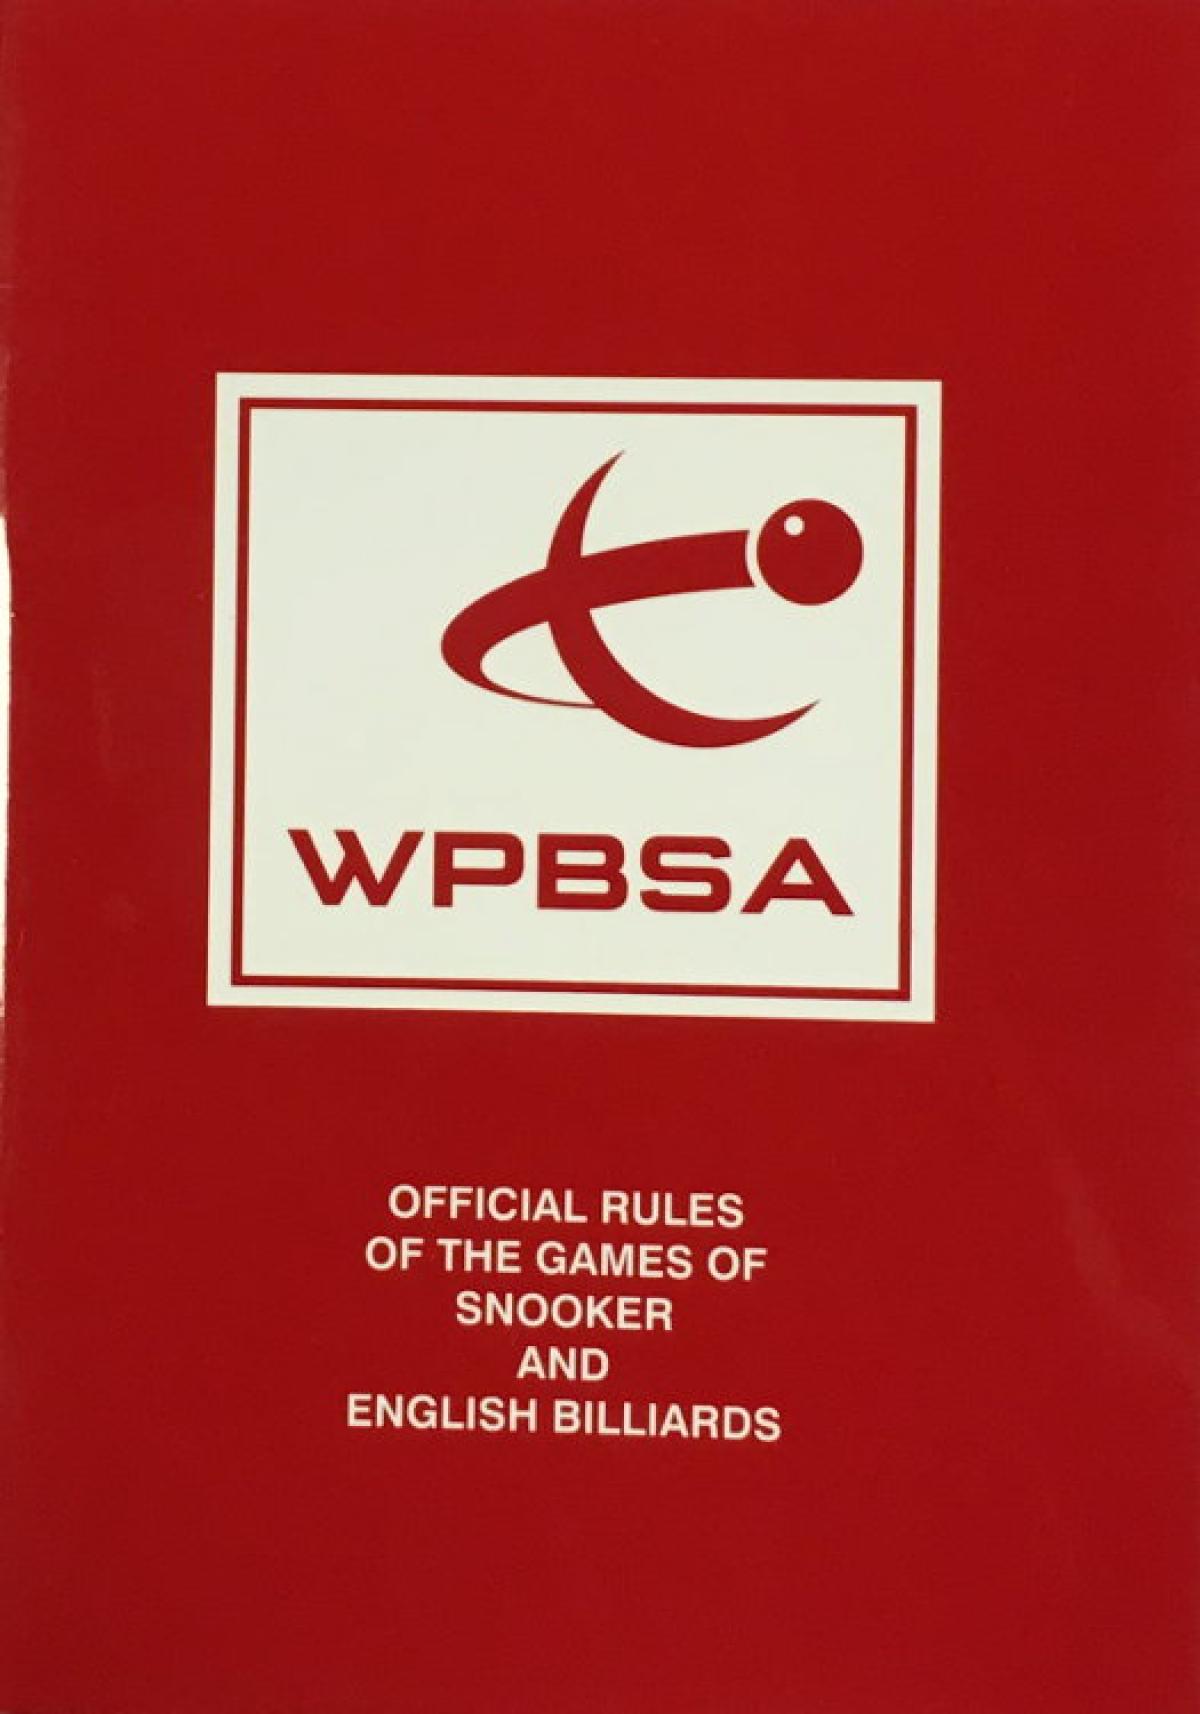 WPBSA
OFFICIAL RULES
OF THE GAMES OF
SNOOKER
AND
ENGLISH BILLIARDS